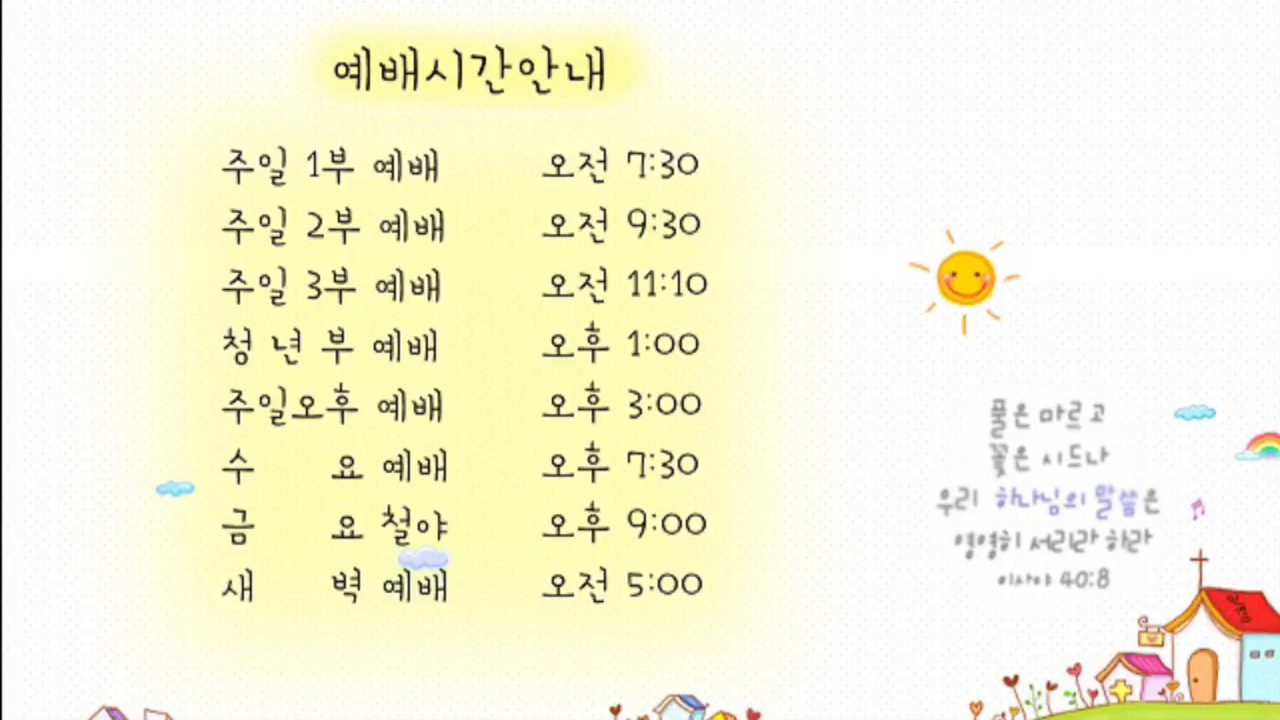 예배시간안내
주일 1부 예배 오전 7:30
주일 2부 예배 오전 9:30
주일 3부 예배 오전 11:10
청 년 부 예배 오후 1:00
주일오후 예배 오후 3:00
수 요 예배 오후 7:30
금 요 철야 오후 9:00
새 벽 예배 오전 5:00
풀은 마르고
꽃은 시드나
우리 하나님의 말씀은
영영히 서리라 하라
이사야 40:8